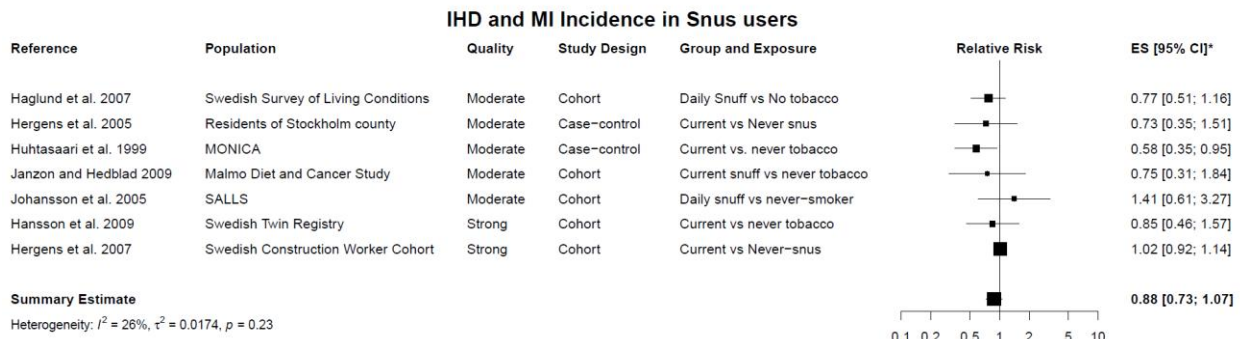 IHD and MI Incidence in Snus users
Reference Population Quality Study Design Group and Exposure Relative Risk ES [95% CI]*
Haglund et al. 2007 Swedish Survey of Living Conditions Moderate Cohort Daily Snuff vs No tobacco 0.77 [0.51; 1.16]
Hergens et al. 2005 Residents of Stockholm county Moderate Case−control Current vs Never snus 0.73 [0.35; 1.51]
Huhtasaari et al. 1999 MONICA Moderate Case−control Current vs. never tobacco 0.58 [0.35; 0.95]
Janzon and Hedblad 2009 Malmo Diet and Cancer Study Moderate Cohort Current snuff vs never tobacco 0.75 [0.31; 1.84]
Johansson et al. 2005 SALLS Moderate Cohort Daily snuff vs never−smoker 1.41 [0.61; 3.27]
Hansson et al. 2009 Swedish Twin Registry Strong Cohort Current vs never tobacco 0.85 [0.46; 1.57]
Hergens et al. 2007 Swedish Construction Worker Cohort Strong Cohort Current vs Never−snus 1.02 [0.92; 1.14]
Summary Estimate 0.88 [0.73; 1.07]
Heterogeneity: I² = 26%, τ² = 0.0174, p = 0.23
0.1 0.2 0.5 1 2 5 10